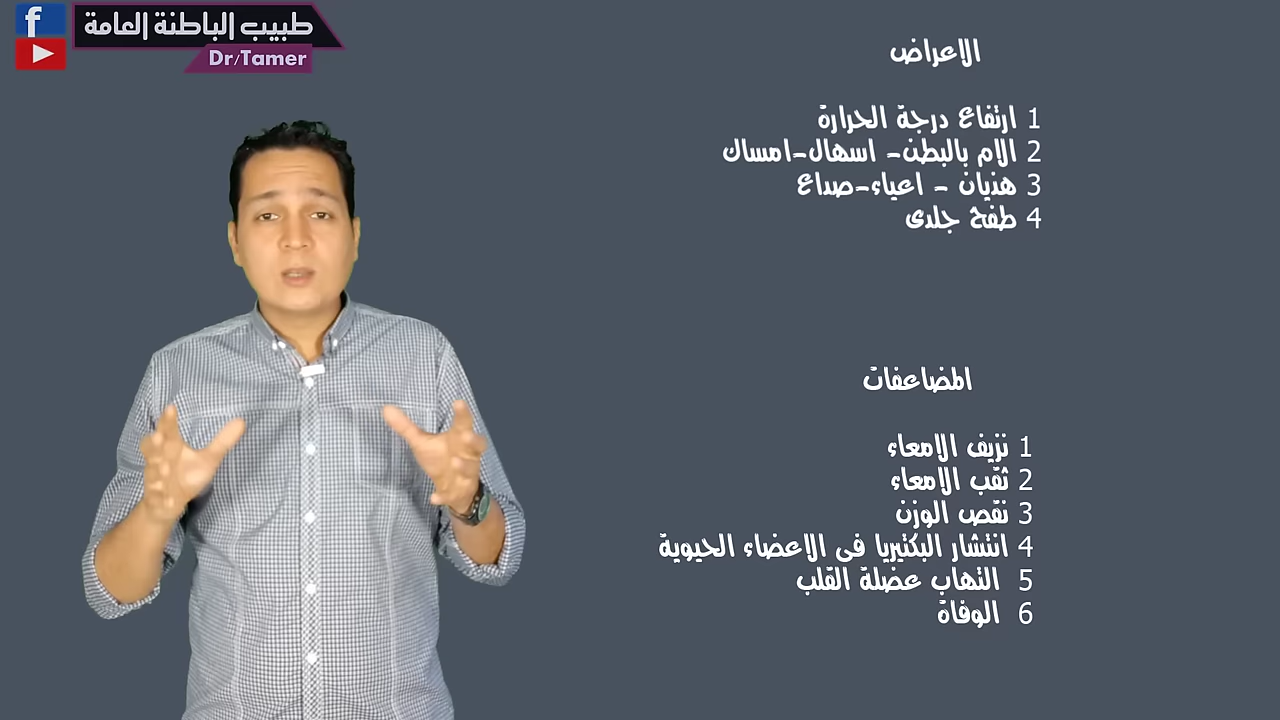 f
طبيب الباطنة العامة
Dr/Tamer
الاعراض
1 ارتفاع درجة الحرارة
2 الام بالبطن- اسهال-امساك
3 هذيان - اعياء-صداع
4 طفح جلدى
المضاعفات
1 نزيف الامعاء
2 ثقب الامعاء
3 نقص الوزن
4 انتشار البكتيريا فى الاعضاء الحيوية
5 التهاب عضلة القلب
6 الوفاة